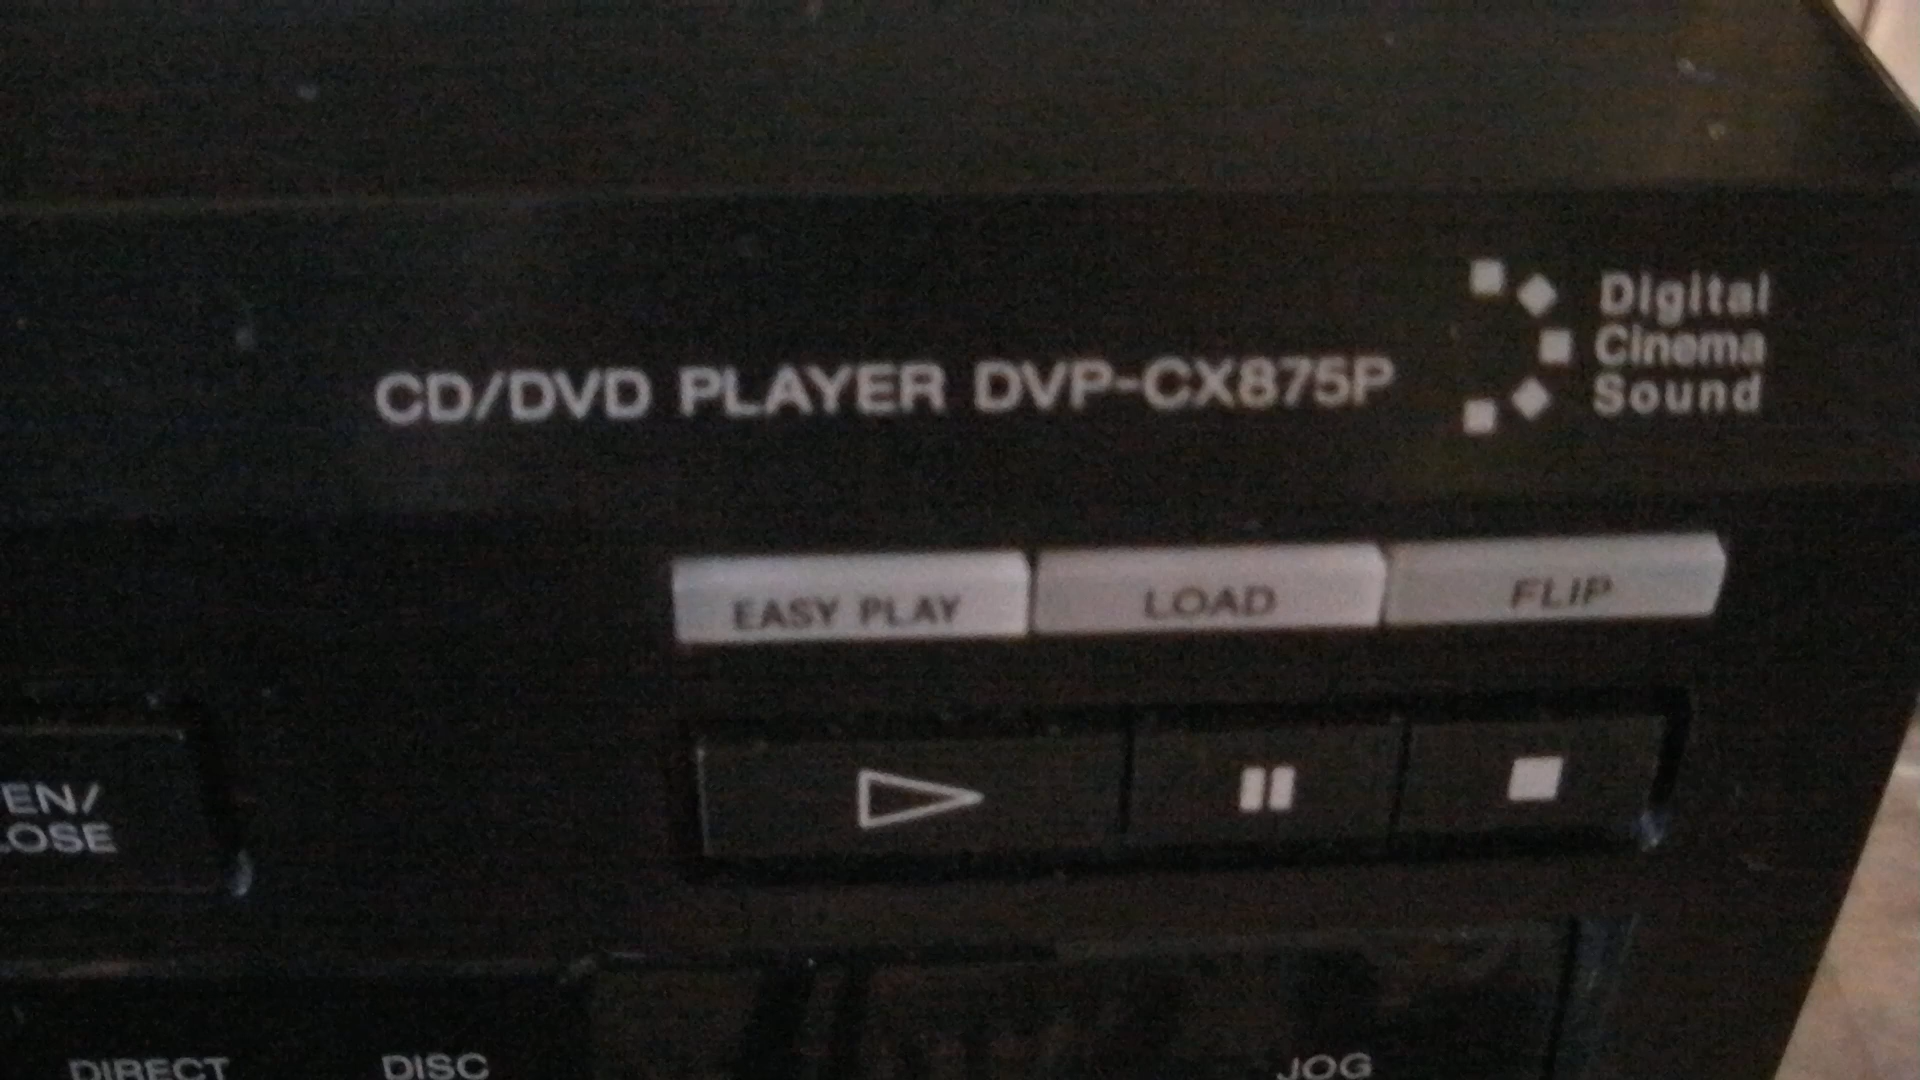 Digital
Cinema
Sound
CD/DVD PLAYER DVP-CX875P
EASY PLAY LOAD FLIP
EN/
LOSE
DIRECT DISC JOG